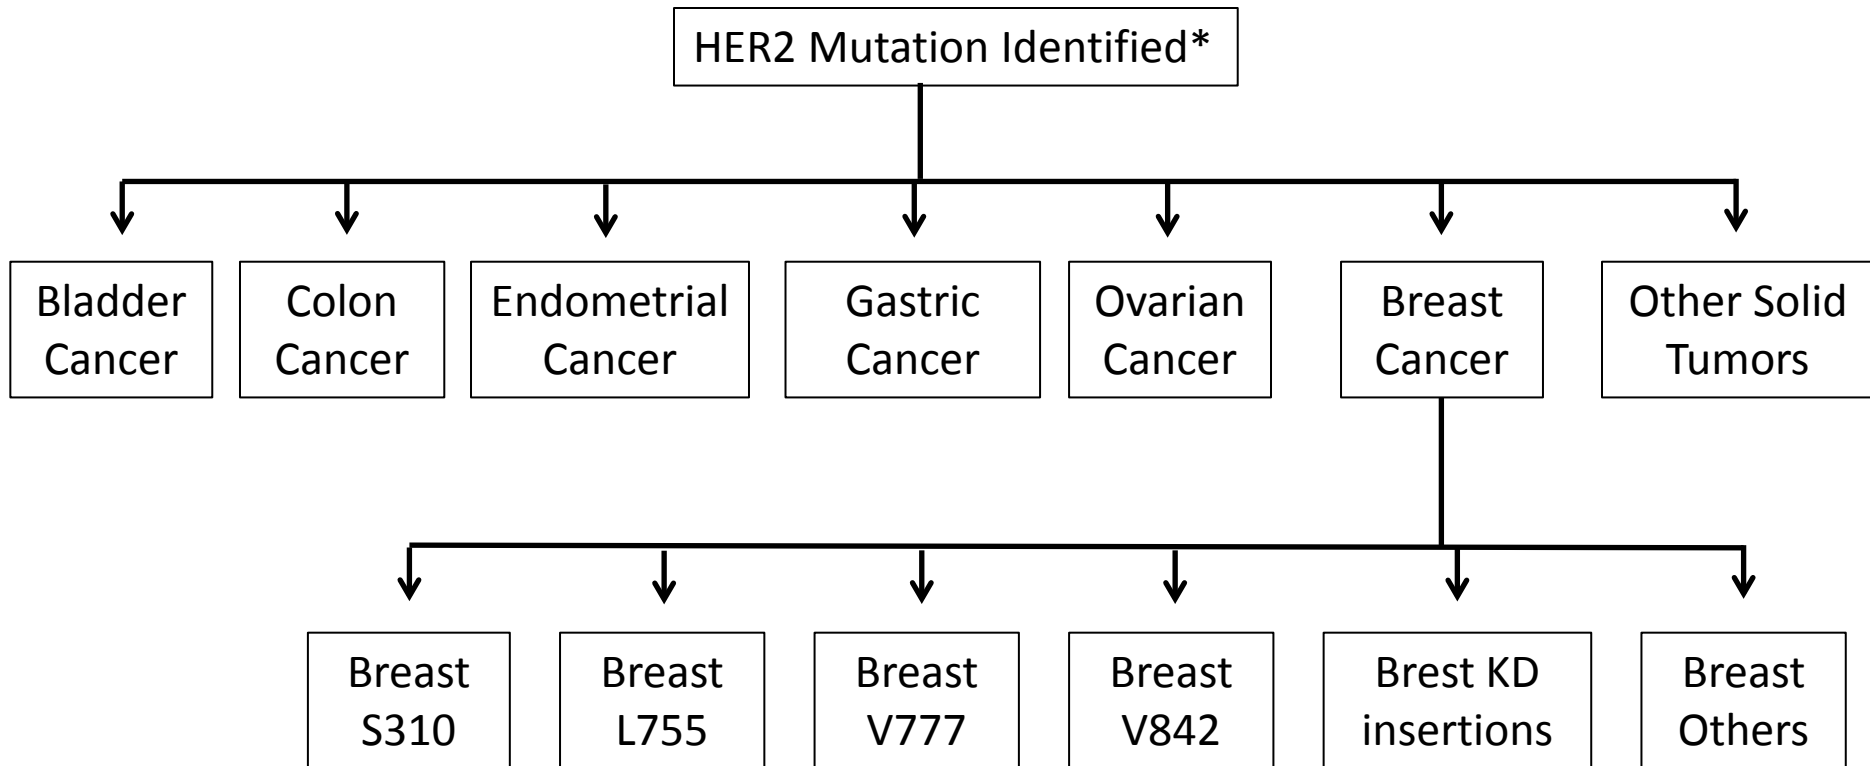 HER2 Mutation Identified*
Bladder
Cancer
Colon
Cancer
Endometrial
Cancer
Gastric
Cancer
Ovarian
Cancer
Breast
Cancer
Other Solid
Tumors
Breast
S310
Breast
L755
Breast
V777
Breast
V842
Brest KD
insertions
Breast
Others